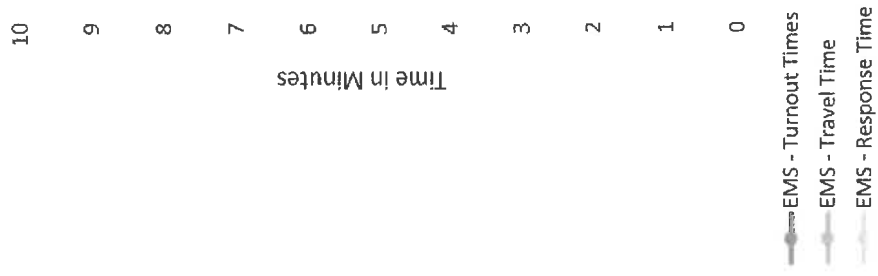 10
9
8
7
6
5
4
3
2
1
0
Time in Minutes
EMS - Turnout Times
EMS - Travel Time
EMS - Response Time